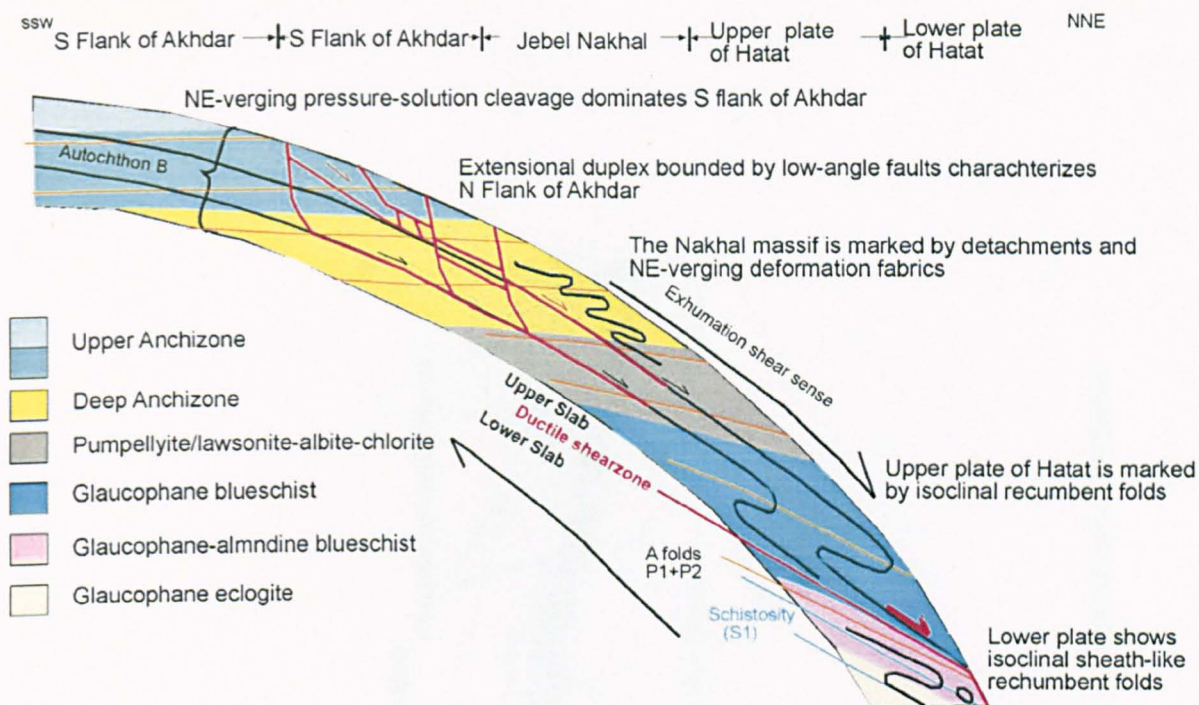 SSW
NNE
S Flank of Akhdar
S Flank of Akhdar
Jebel Nakhal
Upper plate
of Hatat
Lower plate
of Hatat
NE-verging pressure-solution cleavage dominates S flank of Akhdar
Autochthon B
Extensional duplex bounded by low-angle faults charachterizes
N Flank of Akhdar
The Nakhal massif is marked by detachments and
NE-verging deformation fabrics
Exhumation shear sense
Upper Anchizone
Deep Anchizone
Pumpellyite/lawsonite-albite-chlorite
Glaucophane blueschist
Glaucophane-almndine blueschist
Glaucophane eclogite
Upper Slab
Ductile shearzone
Lower Slab
Upper plate of Hatat is marked
by isoclinal recumbent folds
A folds
P1+P2
Schistosity
(S1)
Lower plate shows
isoclinal sheath-like
rechumbent folds